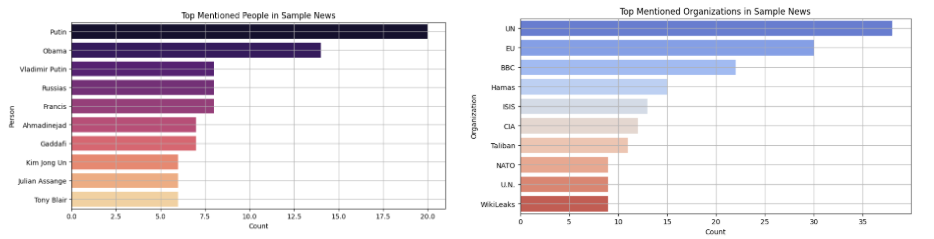 Top Mentioned People in Sample News
Person
Putin
Obama
Vladimir Putin
Russias
Francis
Ahmadinejad
Gaddafi
Kim Jong Un
Julian Assange
Tony Blair
0.0 2.5 5.0 7.5 10.0 12.5 15.0 17.5 20.0
Count
Top Mentioned Organizations in Sample News
Organization
UN
EU
BBC
Hamas
ISIS
CIA
Taliban
NATO
U.N.
WikiLeaks
0 5 10 15 20 25 30 35
Count